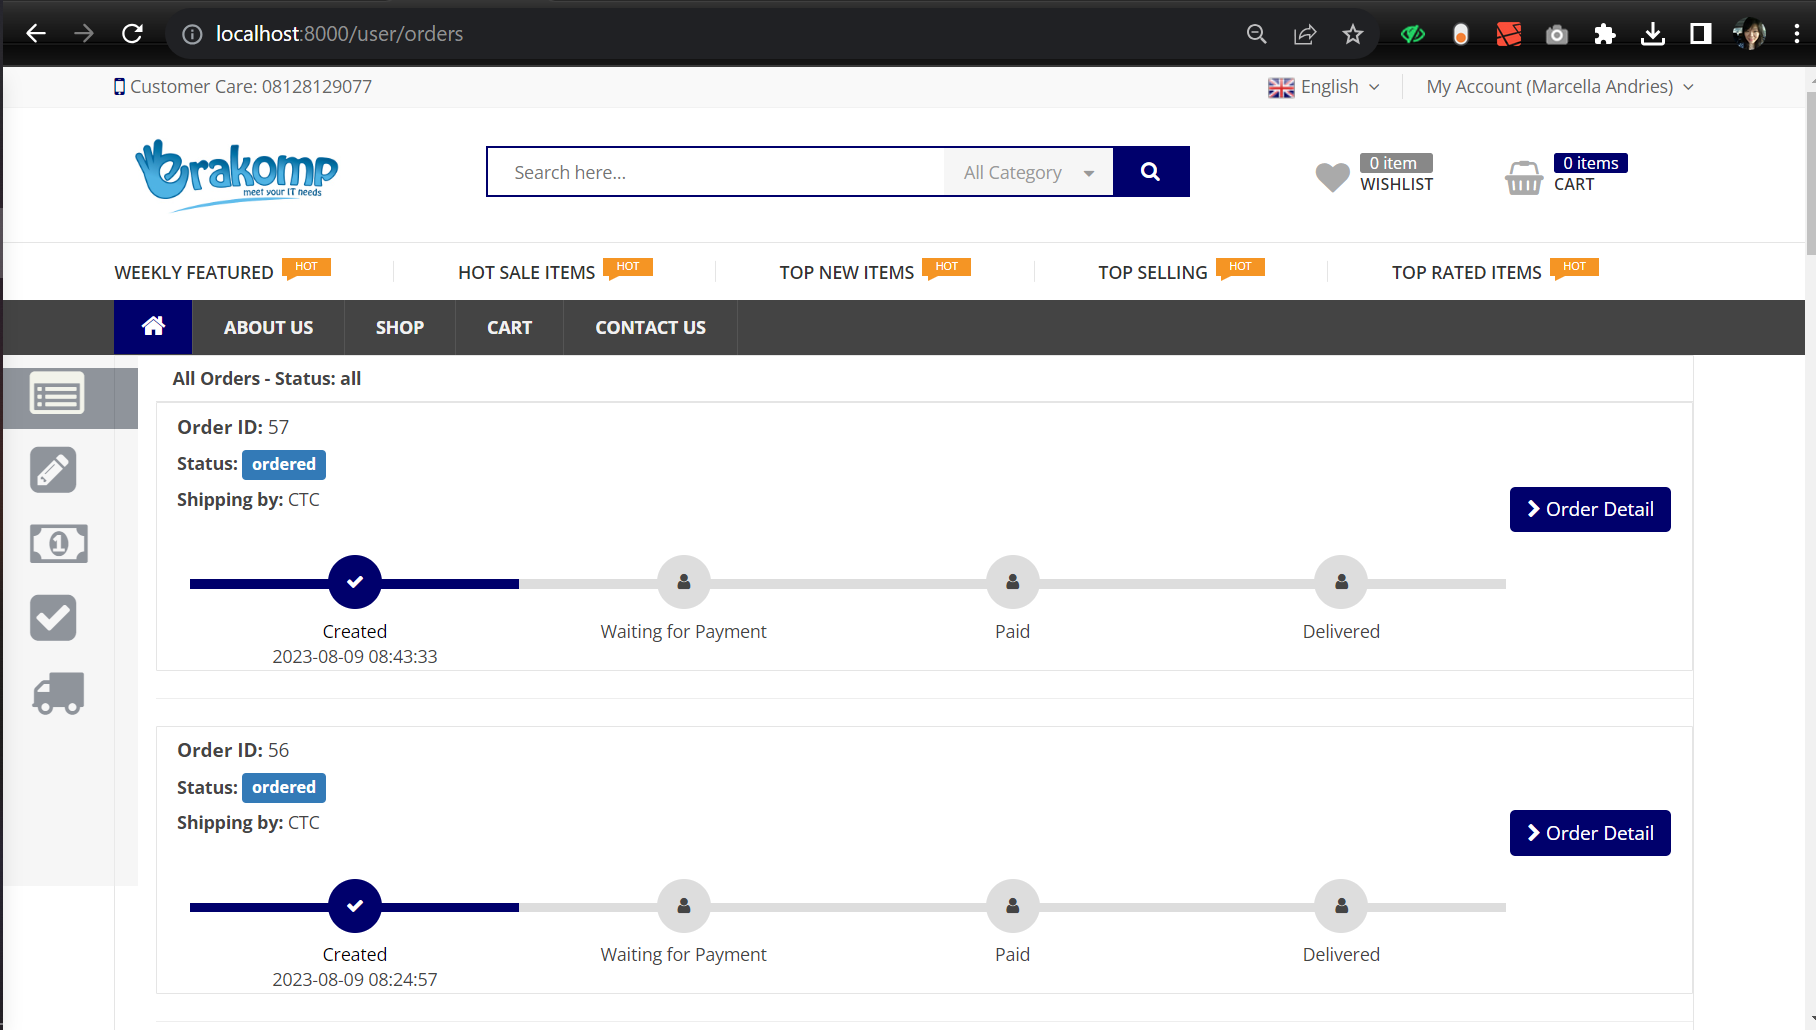 localhost:8000/user/orders
Customer Care: 08128129077
English
My Account (Marcella Andries)
erakomp
meet your IT needs
Search here...
All Category
0 item
WISHLIST
0 items
CART
WEEKLY FEATURED HOT
HOT SALE ITEMS HOT
TOP NEW ITEMS HOT
TOP SELLING HOT
TOP RATED ITEMS HOT
ABOUT US
SHOP
CART
CONTACT US
All Orders - Status: all
Order ID: 57
Status: ordered
Shipping by: CTC
Order Detail
Created
2023-08-09 08:43:33
Waiting for Payment
Paid
Delivered
Order ID: 56
Status: ordered
Shipping by: CTC
Order Detail
Created
2023-08-09 08:24:57
Waiting for Payment
Paid
Delivered
1